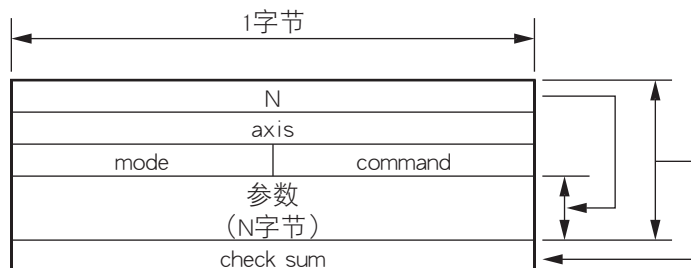 1字节
N
axis
mode command
参数
(N字节)
check sum